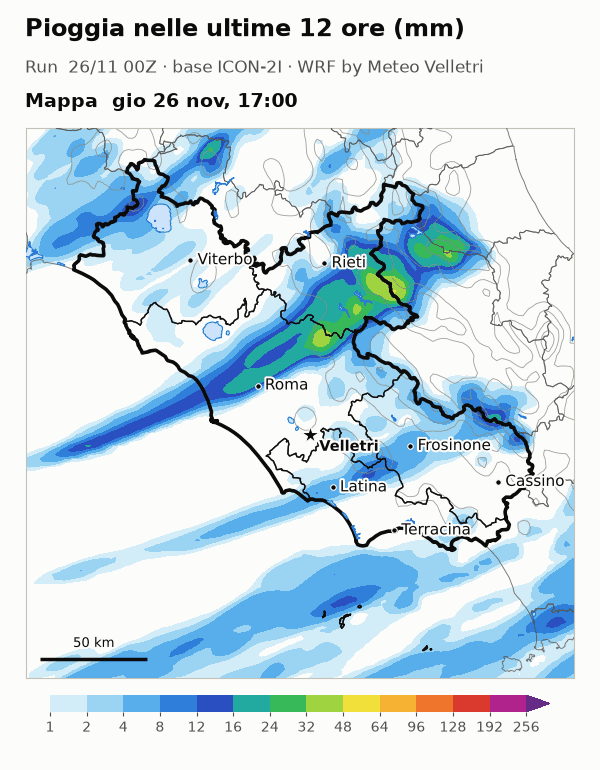 Pioggia nelle ultime 12 ore (mm)
Run  26/11 00Z · base ICON-2I · WRF by Meteo Velletri
Mappa  gio 26 nov, 17:00
Viterbo
Rieti
Roma
Velletri
Frosinone
Latina
Cassino
Terracina
50 km
1 2 4 8 12 16 24 32 48 64 96 128 192 256